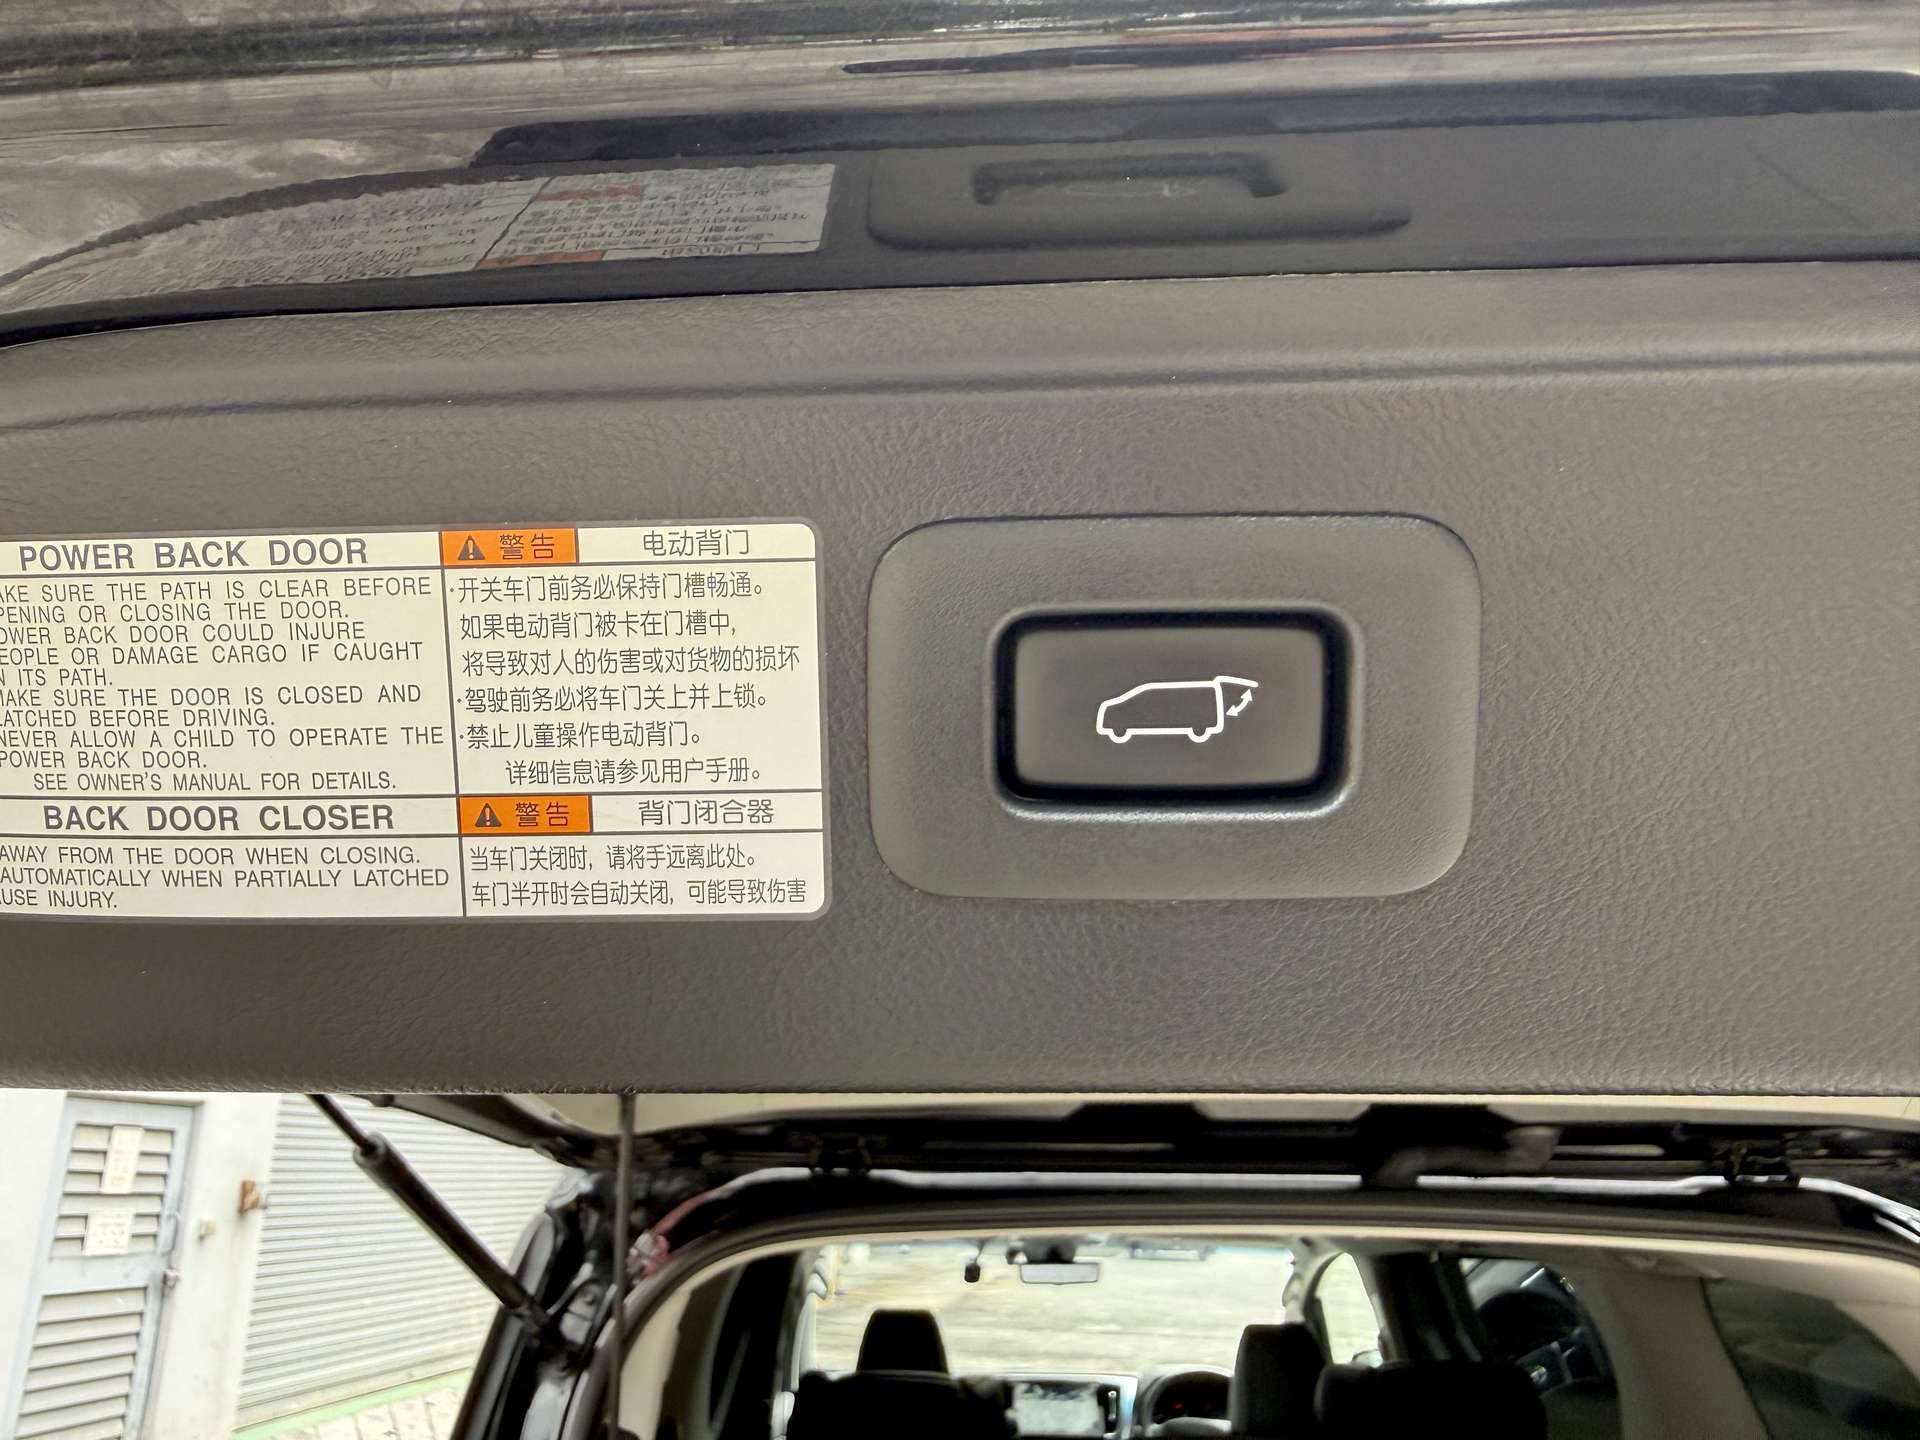 POWER BACK DOOR
AKE SURE THE PATH IS CLEAR BEFORE
PENING OR CLOSING THE DOOR.
OWER BACK DOOR COULD INJURE
EOPLE OR DAMAGE CARGO IF CAUGHT
N ITS PATH.
MAKE SURE THE DOOR IS CLOSED AND
LATCHED BEFORE DRIVING.
NEVER ALLOW A CHILD TO OPERATE THE
POWER BACK DOOR.
SEE OWNER'S MANUAL FOR DETAILS.
BACK DOOR CLOSER
AWAY FROM THE DOOR WHEN CLOSING.
AUTOMATICALLY WHEN PARTIALLY LATCHED
USE INJURY.
警告 电动背门
·开关车门前务必保持门槽畅通。
如果电动背门被卡在门槽中,
将导致对人的伤害或对货物的损坏
·驾驶前务必将车门关上并上锁。
·禁止儿童操作电动背门。
详细信息请参见用户手册。
警告 背门闭合器
当车门关闭时, 请将手远离此处。
车门半开时会自动关闭, 可能导致伤害